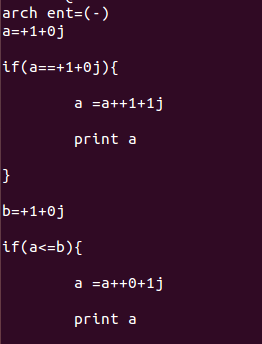 arch ent=(-)
a=+1+0j
if(a==+1+0j){
a =a++1+1j
print a
}
b=+1+0j
if(a<=b){
a =a++0+1j
print a